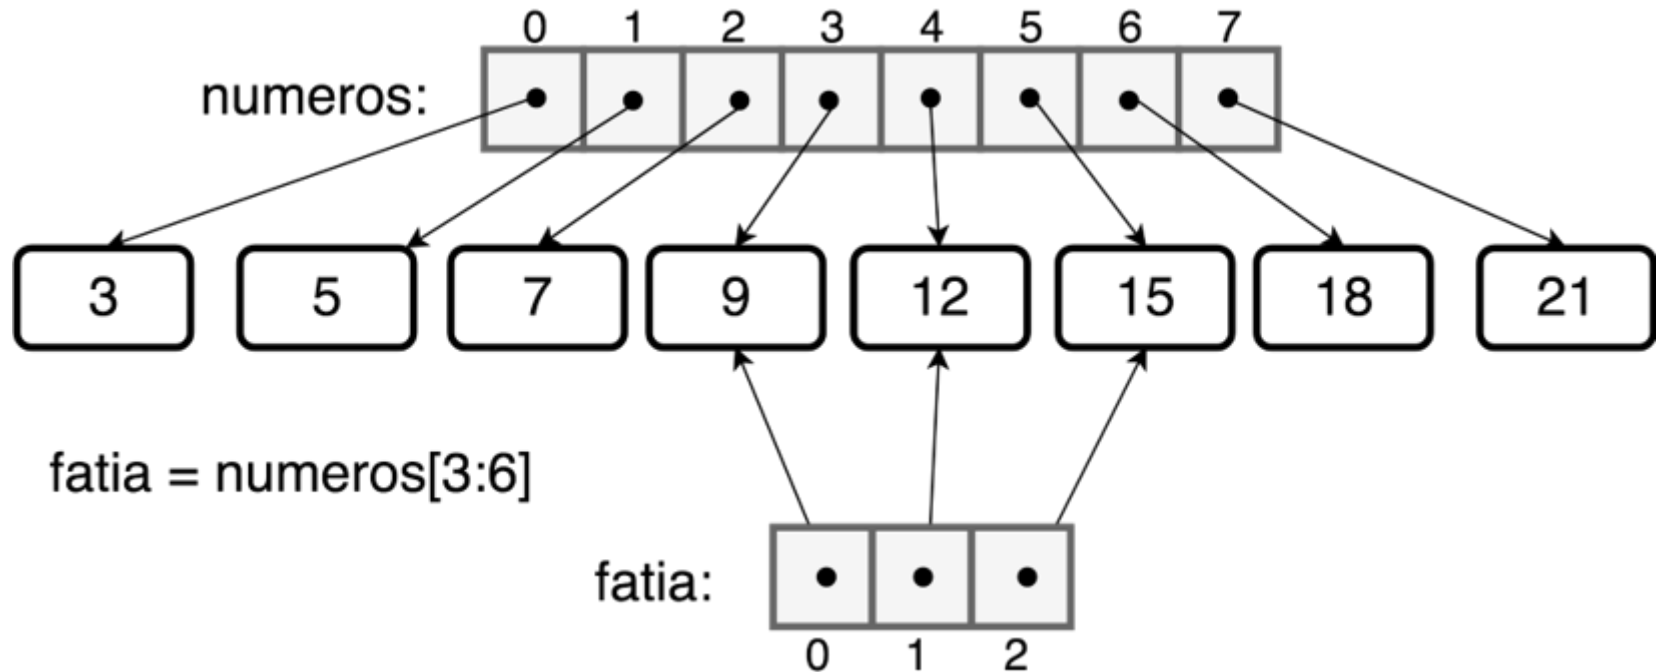 0 1 2 3 4 5 6 7
numeros:
3 5 7 9 12 15 18 21
fatia = numeros[3:6]
fatia:
0 1 2